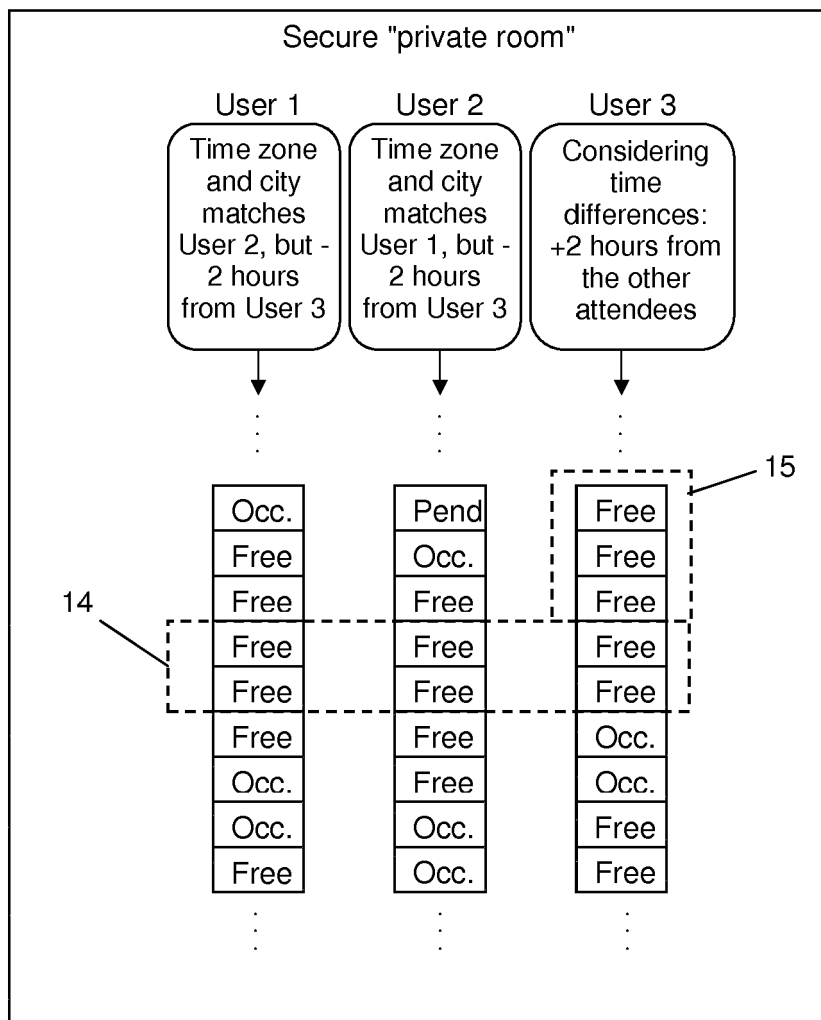 Secure "private room"
User 1 User 2 User 3
Time zone
and city
matches
User 2, but -
2 hours
from User 3
Time zone
and city
matches
User 1, but -
2 hours
from User 3
Considering
time
differences:
+2 hours from
the other
attendees
15
Occ. Pend Free
Free Occ. Free
Free Free Free
14
Free Free Free
Free Free Free
Free Free Occ.
Occ. Free Occ.
Occ. Occ. Free
Free Occ. Free